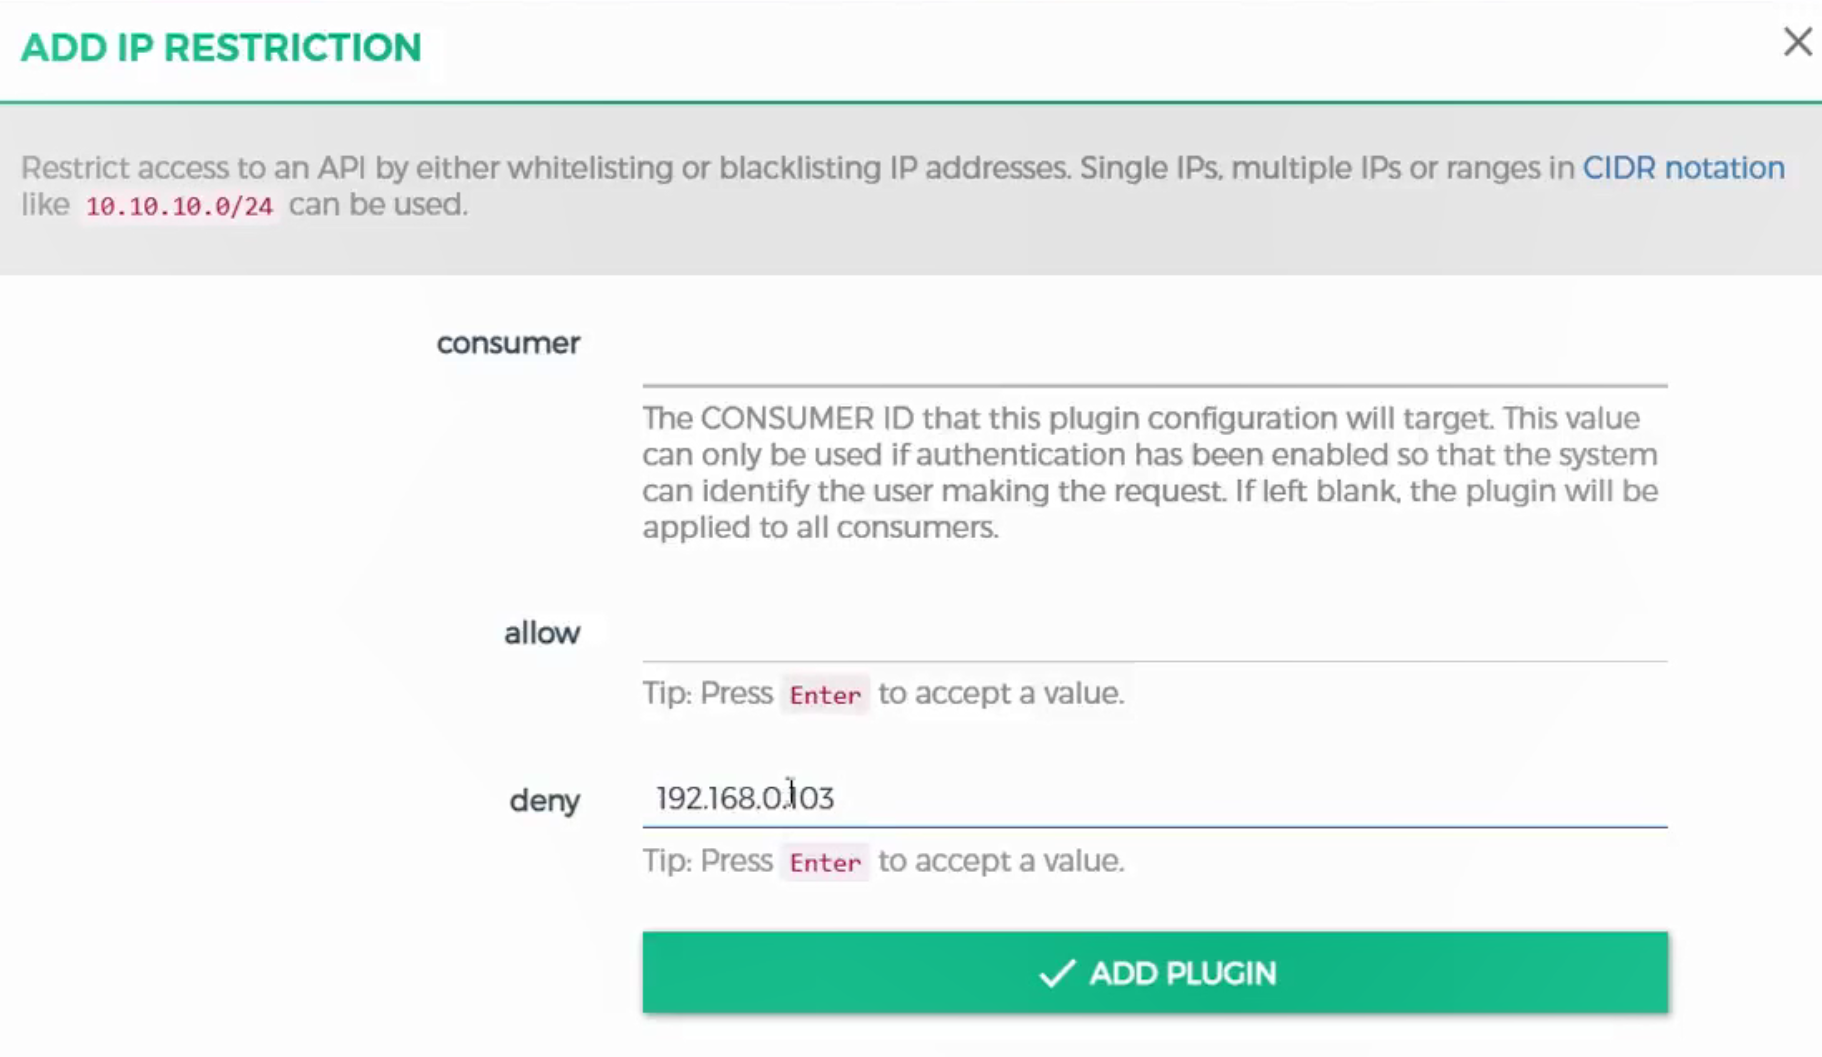 ADD IP RESTRICTION
Restrict access to an API by either whitelisting or blacklisting IP addresses. Single IPs, multiple IPs or ranges in CIDR notation
like 10.10.10.0/24 can be used.
consumer
The CONSUMER ID that this plugin configuration will target. This value
can only be used if authentication has been enabled so that the system
can identify the user making the request. If left blank, the plugin will be
applied to all consumers.
allow
Tip: Press Enter to accept a value.
deny 192.168.0.103
Tip: Press Enter to accept a value.
ADD PLUGIN